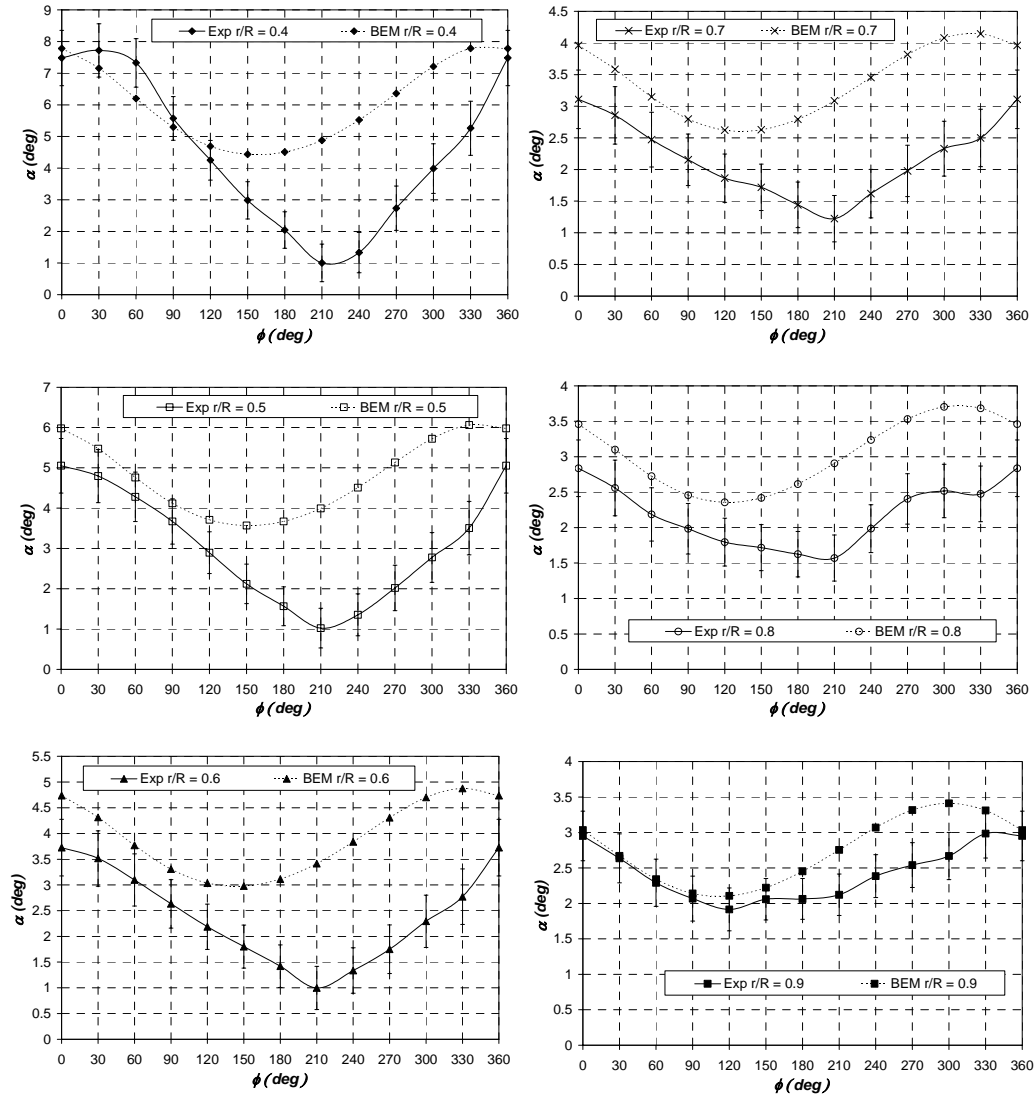 Exp r/R = 0.4 BEM r/R = 0.4
9
8
7
6
5
4
3
2
1
0
α (deg)
0 30 60 90 120 150 180 210 240 270 300 330 360
ϕ (deg)
Exp r/R = 0.7 BEM r/R = 0.7
4.5
4
3.5
3
2.5
2
1.5
1
0.5
0
α (deg)
0 30 60 90 120 150 180 210 240 270 300 330 360
ϕ (deg)
Exp r/R = 0.5 BEM r/R = 0.5
7
6
5
4
3
2
1
0
α (deg)
0 30 60 90 120 150 180 210 240 270 300 330 360
ϕ (deg)
4
3.5
3
2.5
2
1.5
1
0.5
0
α (deg)
Exp r/R = 0.8 BEM r/R = 0.8
0 30 60 90 120 150 180 210 240 270 300 330 360
ϕ (deg)
Exp r/R = 0.6 BEM r/R = 0.6
5.5
5
4.5
4
3.5
3
2.5
2
1.5
1
0.5
0
α (deg)
0 30 60 90 120 150 180 210 240 270 300 330 360
ϕ (deg)
4
3.5
3
2.5
2
1.5
1
0.5
0
α (deg)
Exp r/R = 0.9 BEM r/R = 0.9
0 30 60 90 120 150 180 210 240 270 300 330 360
ϕ (deg)